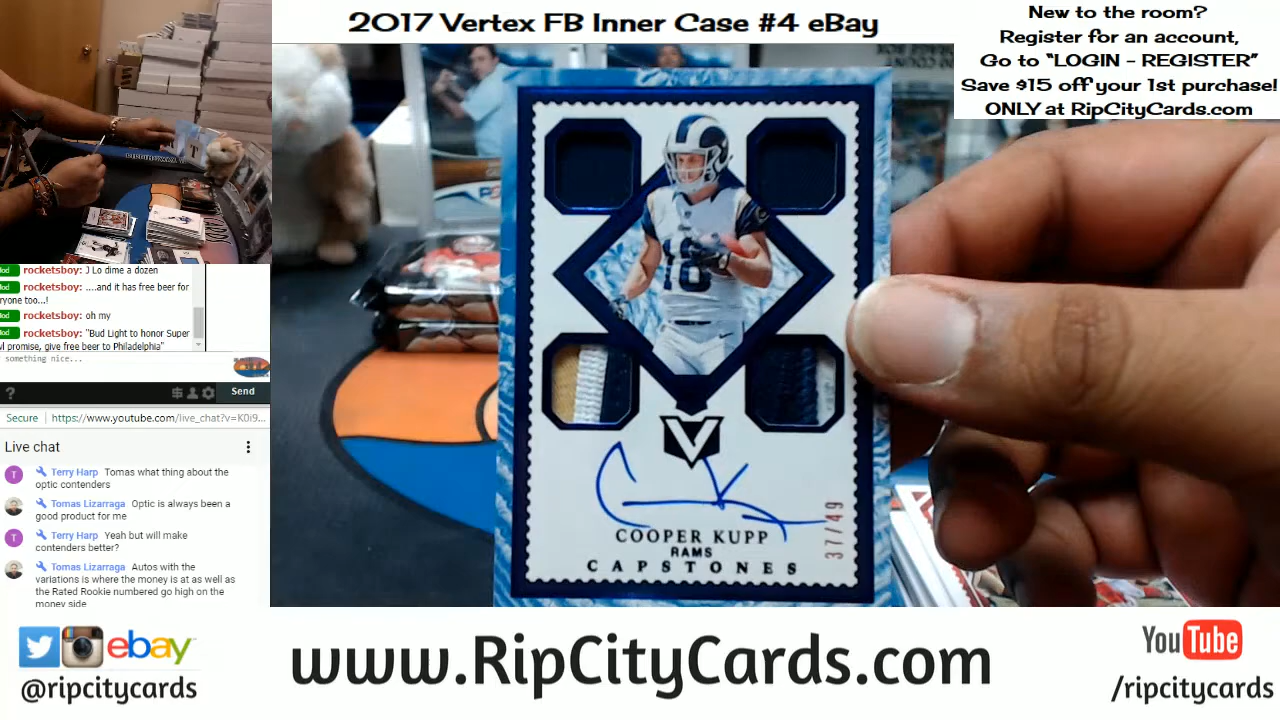 2017 Vertex FB Inner Case #4 eBay
New to the room?
Register for an account,
Go to “LOGIN - REGISTER”
Save $15 off your 1st purchase!
ONLY at RipCityCards.com
rocketsboy: J Lo dime a dozen
rocketsboy: ....and it has free beer for
ryone too...!
rocketsboy: oh my
rocketsboy: "Bud Light to honor Super
promise, give free beer to Philadelphia"
something nice...
?
Send
Secure
https://www.youtube.com/live_chat?v=K0i9...
Live chat
T
Terry Harp Tomas what thing about the
optic contenders
Tomas Lizarraga Optic is always been a
good product for me
T
Terry Harp Yeah but will make
contenders better?
Tomas Lizarraga Autos with the
variations is where the money is at as well as
the Rated Rookie numbered go high on the
money side
18
V
COOPER KUPP
RAMS
CAPSTONES
37/49
ebay
@ripcitycards
www.RipCityCards.com
YouTube
/ripcitycards